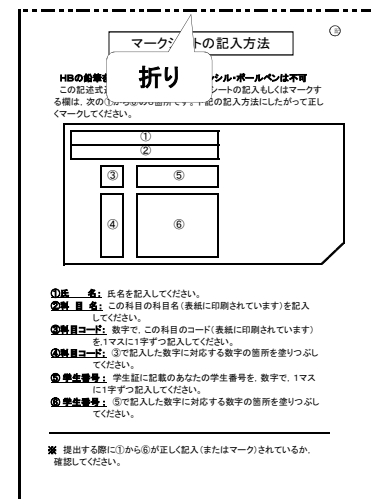 マークシートの記入方法
折り
HBの鉛筆 シル・ボールペンは不可
この記述式 シートの記入もしくはマークす
る欄は，次の①から⑥の6箇所です。下記の記入方法にしたがって正し
くマークしてください。
①
②
③ ⑤
④ ⑥
①氏 名： 氏名を記入してください。
②科 目 名： この科目の科目名（表紙に印刷されています）を記入
してください。
③科目コード： 数字で，この科目のコード（表紙に印刷されています）
を，1マスに1字ずつ記入してください。
④科目コード： ③で記入した数字に対応する数字の箇所を塗りつぶし
てください。
⑤ 学生番号： 学生証に記載のあなたの学生番号を，数字で，1マス
に1字ずつ記入してください。
⑥ 学生番号： ⑤で記入した数字に対応する数字の箇所を塗りつぶし
てください。
※ 提出する際に①から⑥が正しく記入（またはマーク）されているか，
確認してください。